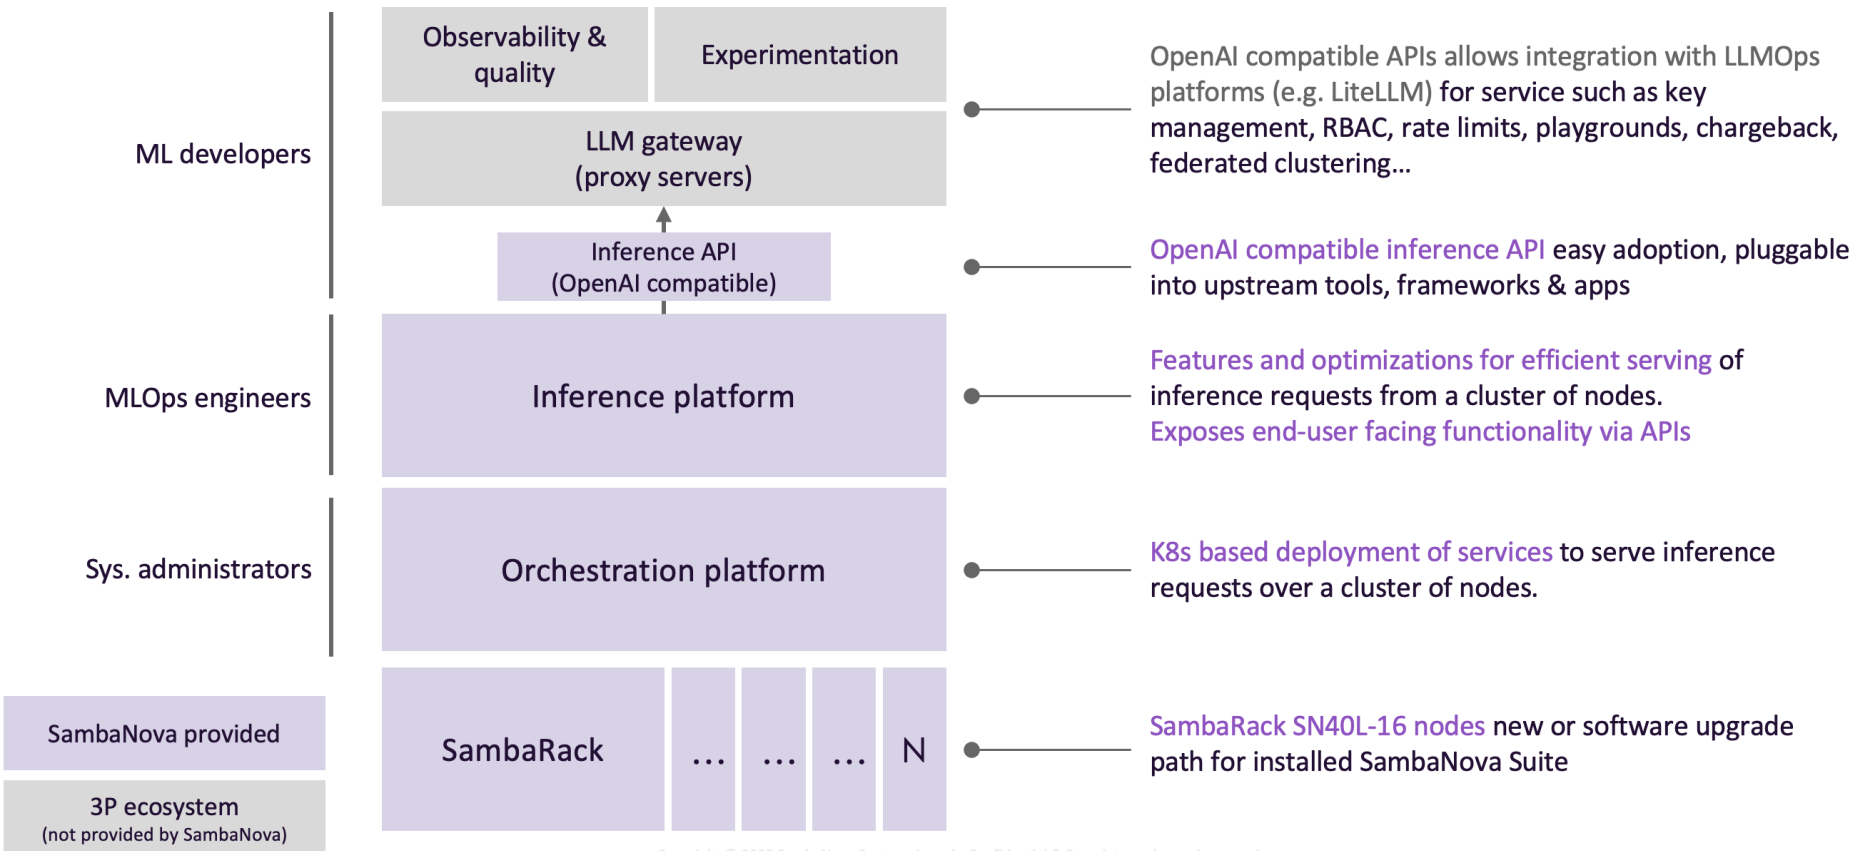 Observability &
quality
Experimentation
OpenAI compatible APIs allows integration with LLMOps
platforms (e.g. LiteLLM) for service such as key
management, RBAC, rate limits, playgrounds, chargeback,
federated clustering...
ML developers
LLM gateway
(proxy servers)
Inference API
(OpenAI compatible)
OpenAI compatible inference API easy adoption, pluggable
into upstream tools, frameworks & apps
MLOps engineers
Inference platform
Features and optimizations for efficient serving of
inference requests from a cluster of nodes.
Exposes end-user facing functionality via APIs
Sys. administrators
Orchestration platform
K8s based deployment of services to serve inference
requests over a cluster of nodes.
SambaNova provided
3P ecosystem
(not provided by SambaNova)
SambaRack
...
...
...
N
SambaRack SN40L-16 nodes new or software upgrade
path for installed SambaNova Suite